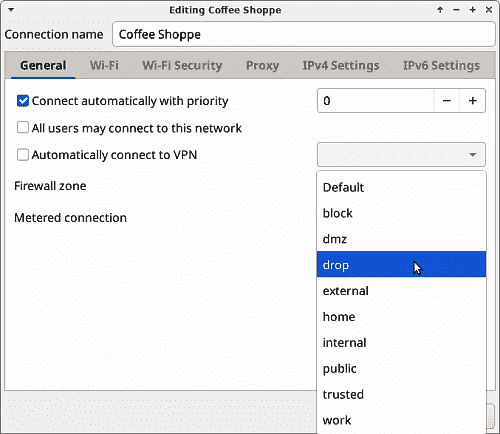 Editing Coffee Shoppe
Connection name Coffee Shoppe
General Wi-Fi Wi-Fi Security Proxy IPv4 Settings IPv6 Settings
Connect automatically with priority 0 − +
All users may connect to this network
Automatically connect to VPN
Firewall zone
Metered connection
Default
block
dmz
drop
external
home
internal
public
trusted
work